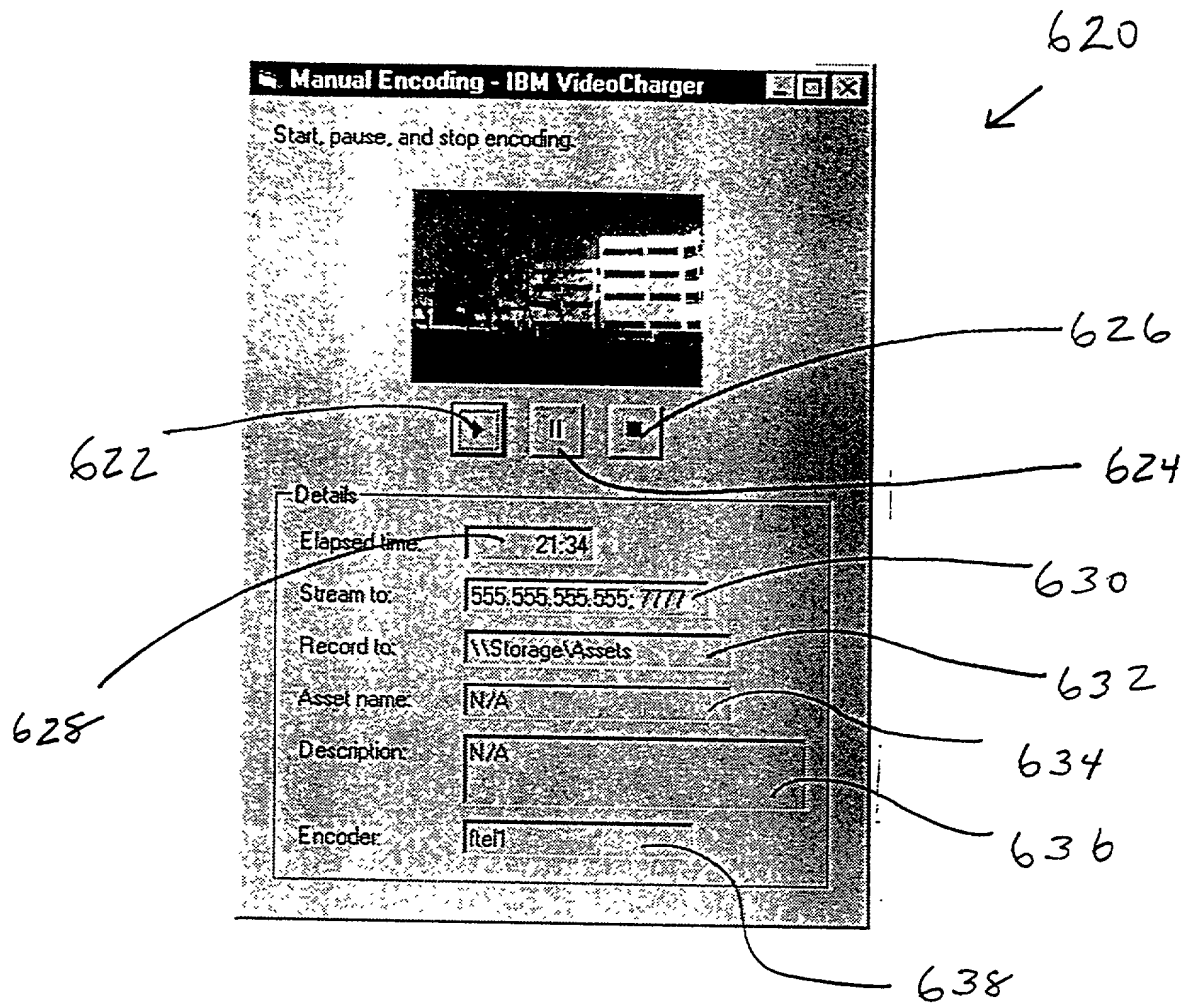 620
Manual Encoding - IBM VideoCharger
Start, pause, and stop encoding.
626
622
624
Details
Elapsed time: 21:34
Stream to: 555.555.555.555: 7777
630
Record to: \\Storage\Assets
632
Asset name: N/A
628
634
Description: N/A
636
Encoder: ftel1
638